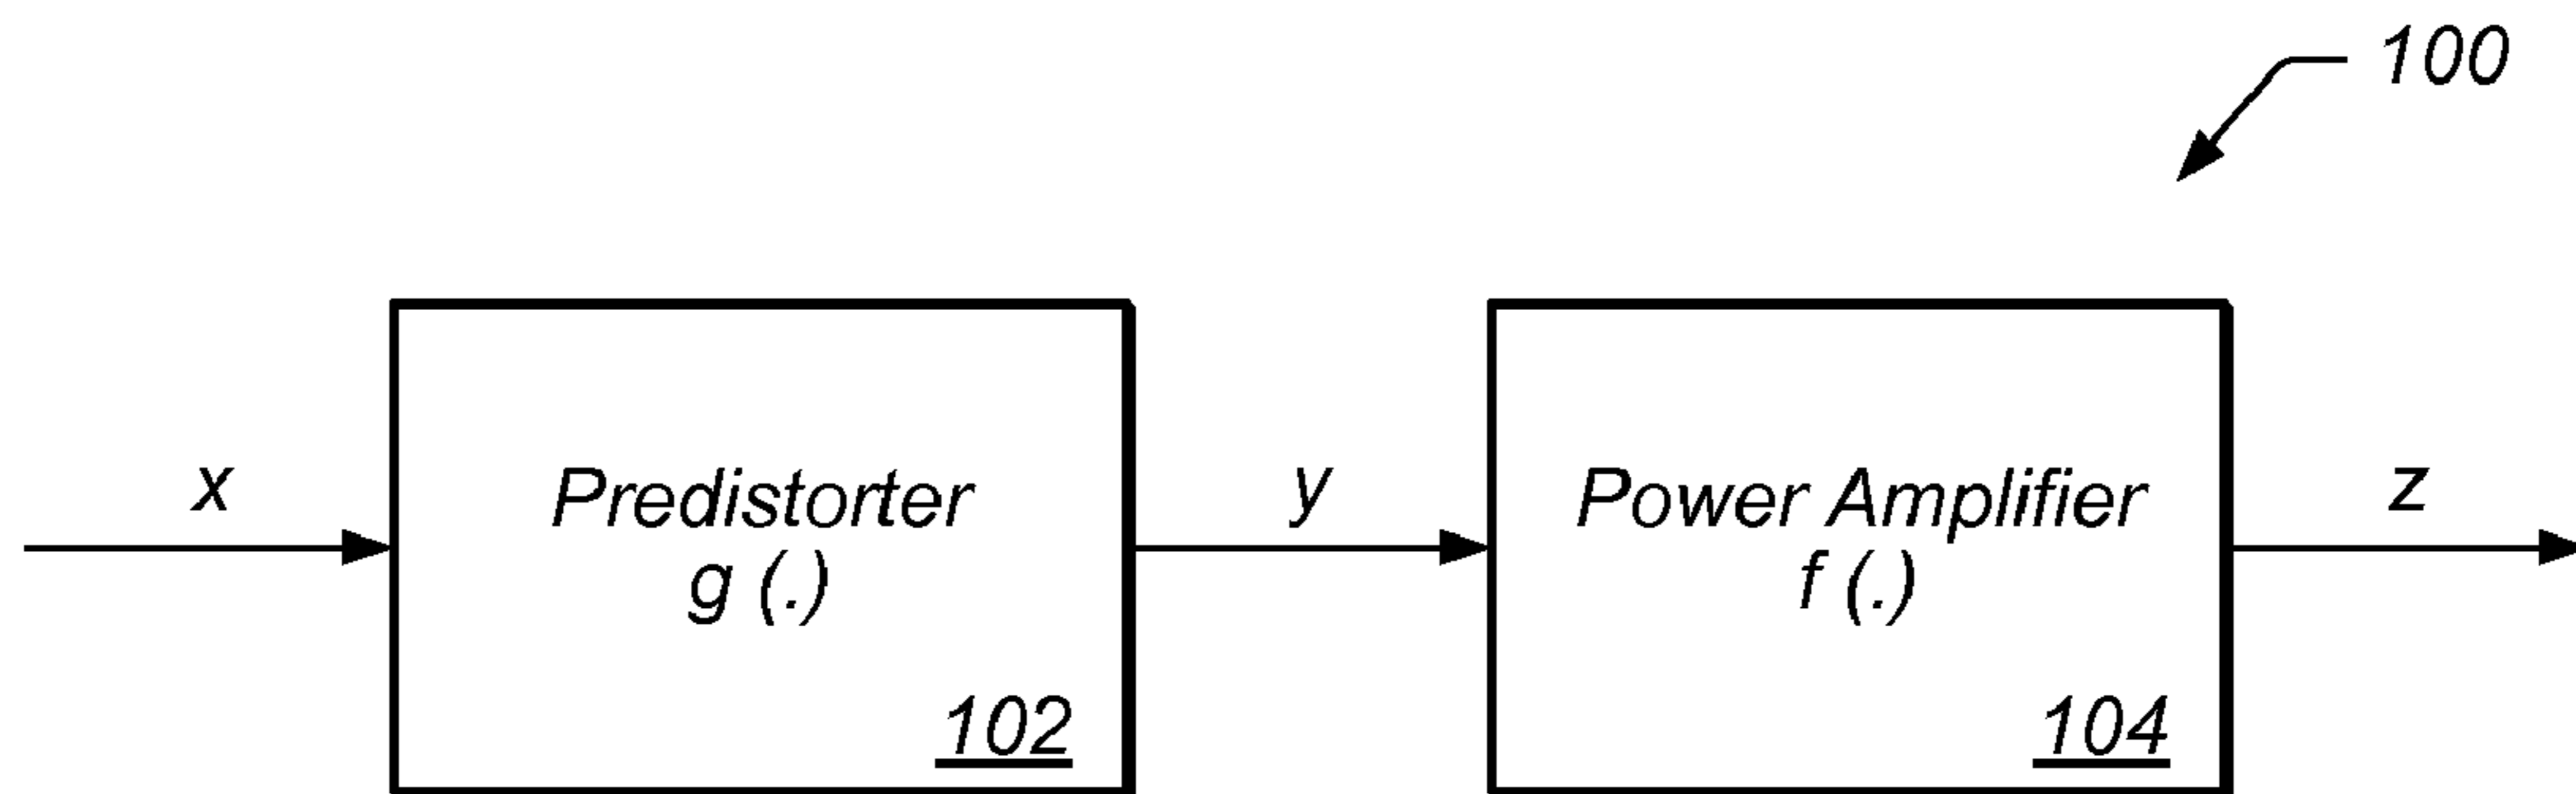 100
x
Predistorter
g (.)
102
y
Power Amplifier
f (.)
104
z